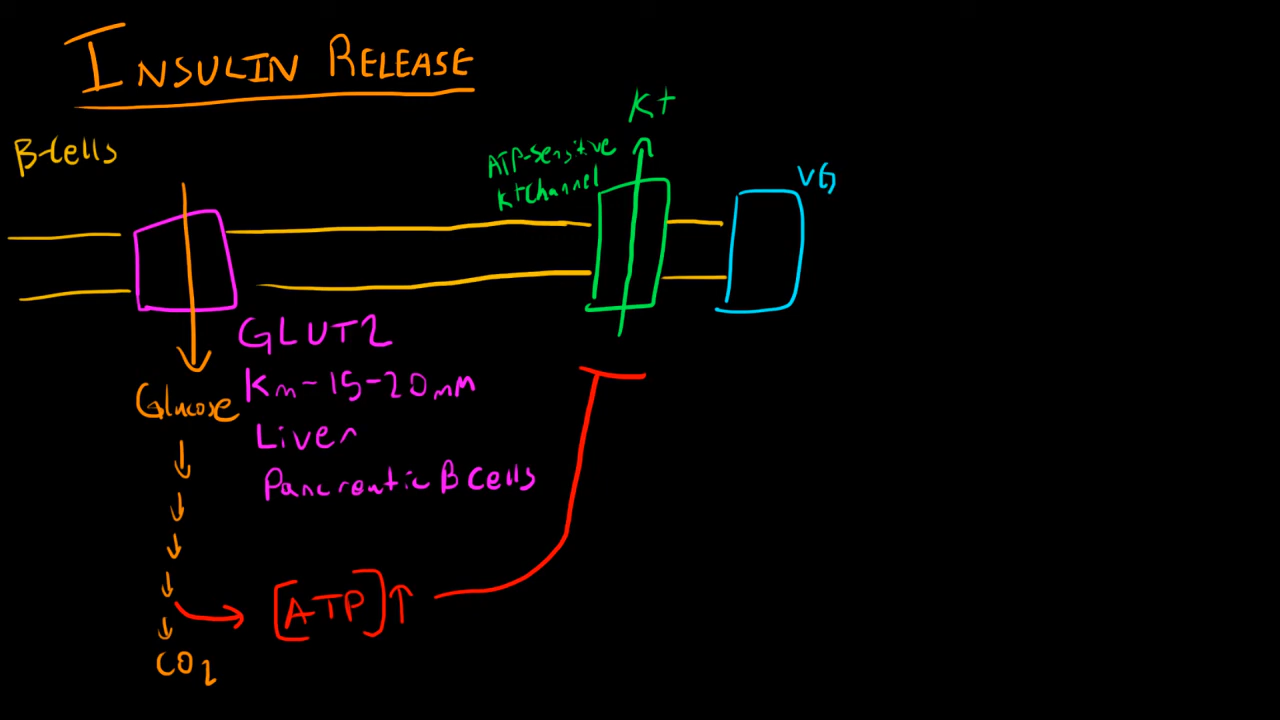 INSULIN RELEASE
β-Cells
K+
ATP-Sensitive
K+ Channel
VG
GLUT2
Km-15-20mM
Glucose
Liver
Pancreatic β Cells
[ATP]↑
CO2